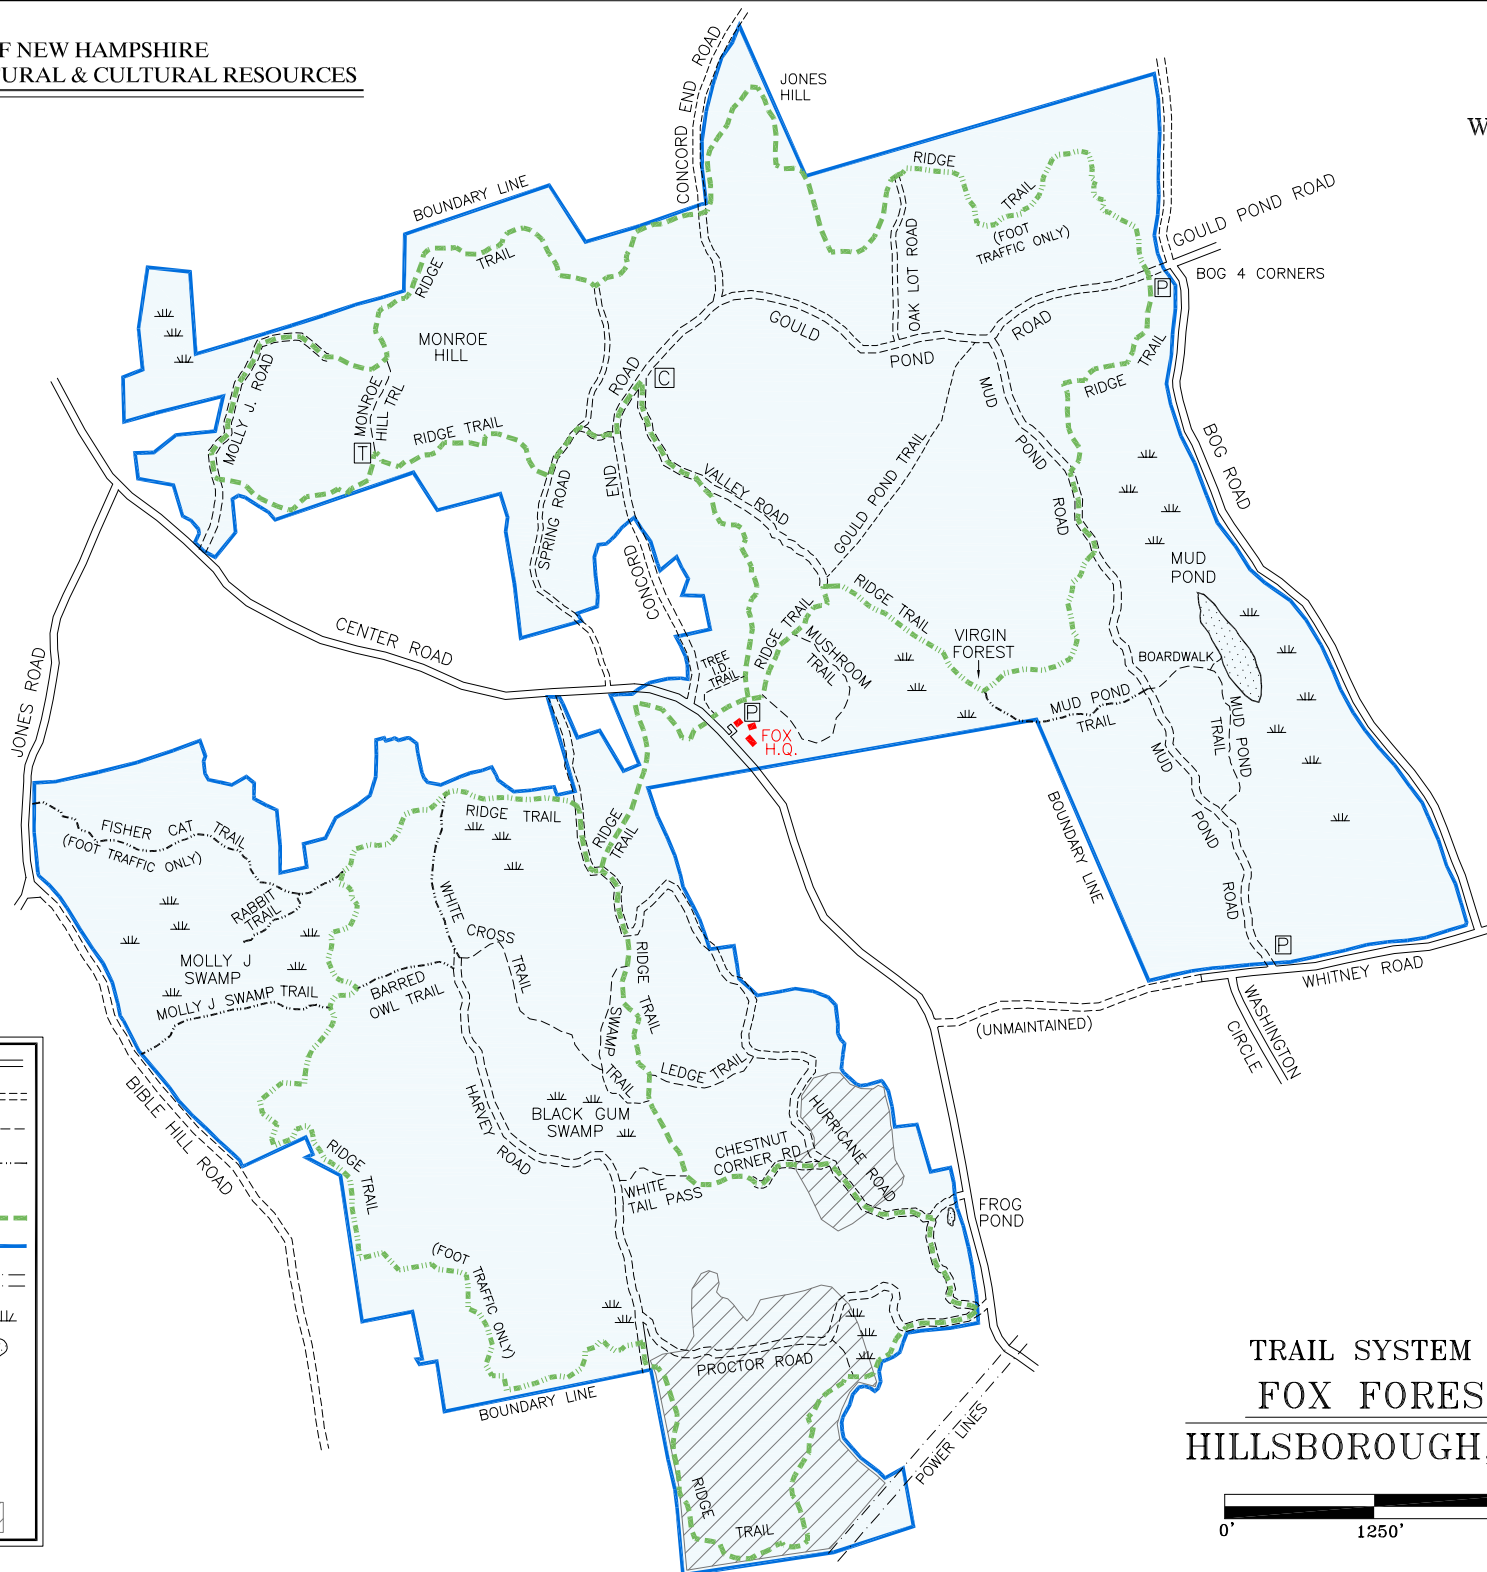 F NEW HAMPSHIRE
TURAL & CULTURAL RESOURCES
W
CONCORD END ROAD
JONES
HILL
BOUNDARY LINE
RIDGE
TRAIL
(FOOT
TRAFFIC ONLY)
GOULD POND ROAD
BOG 4 CORNERS
P
OAK LOT ROAD
RIDGE
TRAIL
MONROE
HILL
GOULD
POND
ROAD
MOLLY J. ROAD
MONROE
HILL TRL
T
RIDGE TRAIL
ROAD
C
END
CONCORD
SPRING ROAD
MUD
POND
ROAD
RIDGE
TRAIL
VALLEY ROAD
GOULD POND TRAIL
BOG ROAD
MUD
POND
CENTER ROAD
JONES ROAD
RIDGE TRAIL
RIDGE TRAIL
MUSHROOM
TRAIL
VIRGIN
FOREST
TREE
I.D.
TRAIL
BOARDWALK
MUD POND
TRAIL
MUD POND
TRAIL
P
FOX
H.Q.
MUD
POND
ROAD
BOUNDARY LINE
P
WHITNEY ROAD
WASHINGTON
CIRCLE
(UNMAINTAINED)
FISHER CAT TRAIL
(FOOT TRAFFIC ONLY)
RABBIT
TRAIL
RIDGE TRAIL
RIDGE
TRAIL
WHITE
CROSS
TRAIL
MOLLY J
SWAMP
MOLLY J SWAMP TRAIL
BARRED
OWL TRAIL
RIDGE TRAIL
SWAMP
TRAIL
LEDGE TRAIL
BIBLE HILL ROAD
HARVEY
ROAD
BLACK GUM
SWAMP
HURRICANE ROAD
CHESTNUT
CORNER RD
RIDGE
TRAIL
WHITE
TAIL PASS
FROG
POND
(FOOT
TRAFFIC ONLY)
PROCTOR ROAD
BOUNDARY LINE
RIDGE
TRAIL
POWER LINES
TRAIL SYSTEM
FOX FORES
HILLSBOROUGH,
0'
1250'